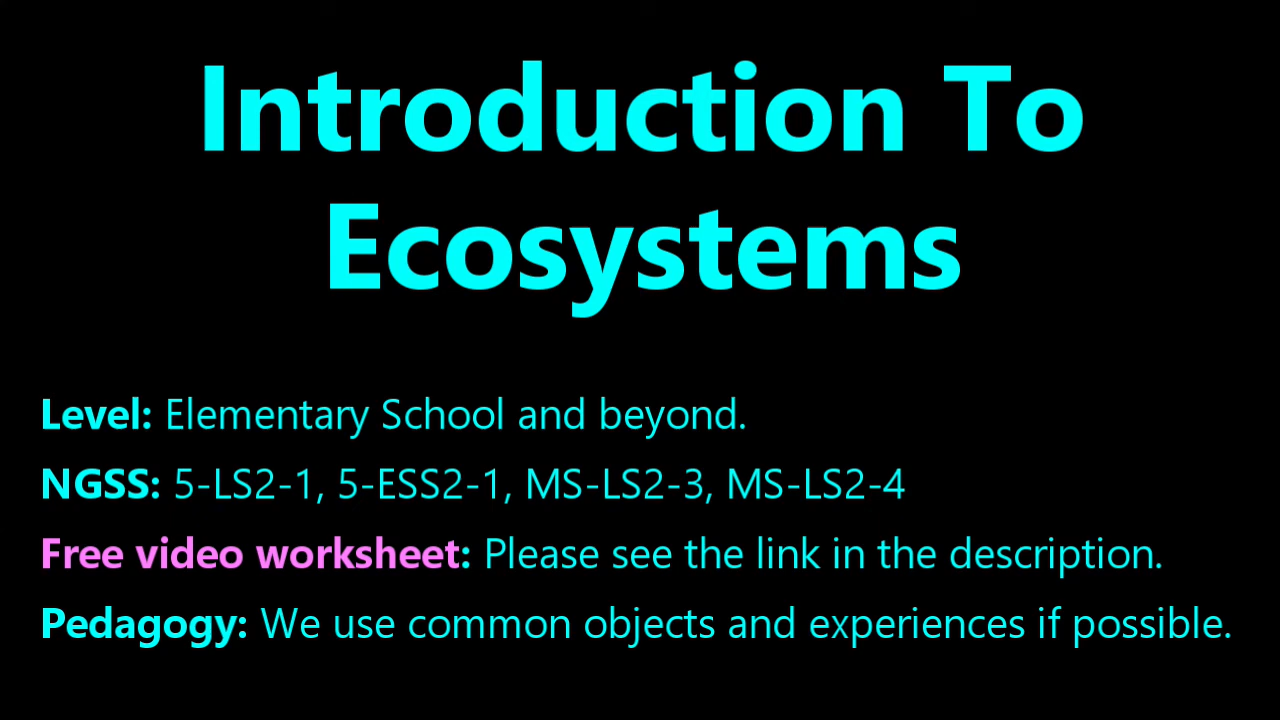 Introduction To
Ecosystems
Level: Elementary School and beyond.
NGSS: 5-LS2-1, 5-ESS2-1, MS-LS2-3, MS-LS2-4
Free video worksheet: Please see the link in the description.
Pedagogy: We use common objects and experiences if possible.